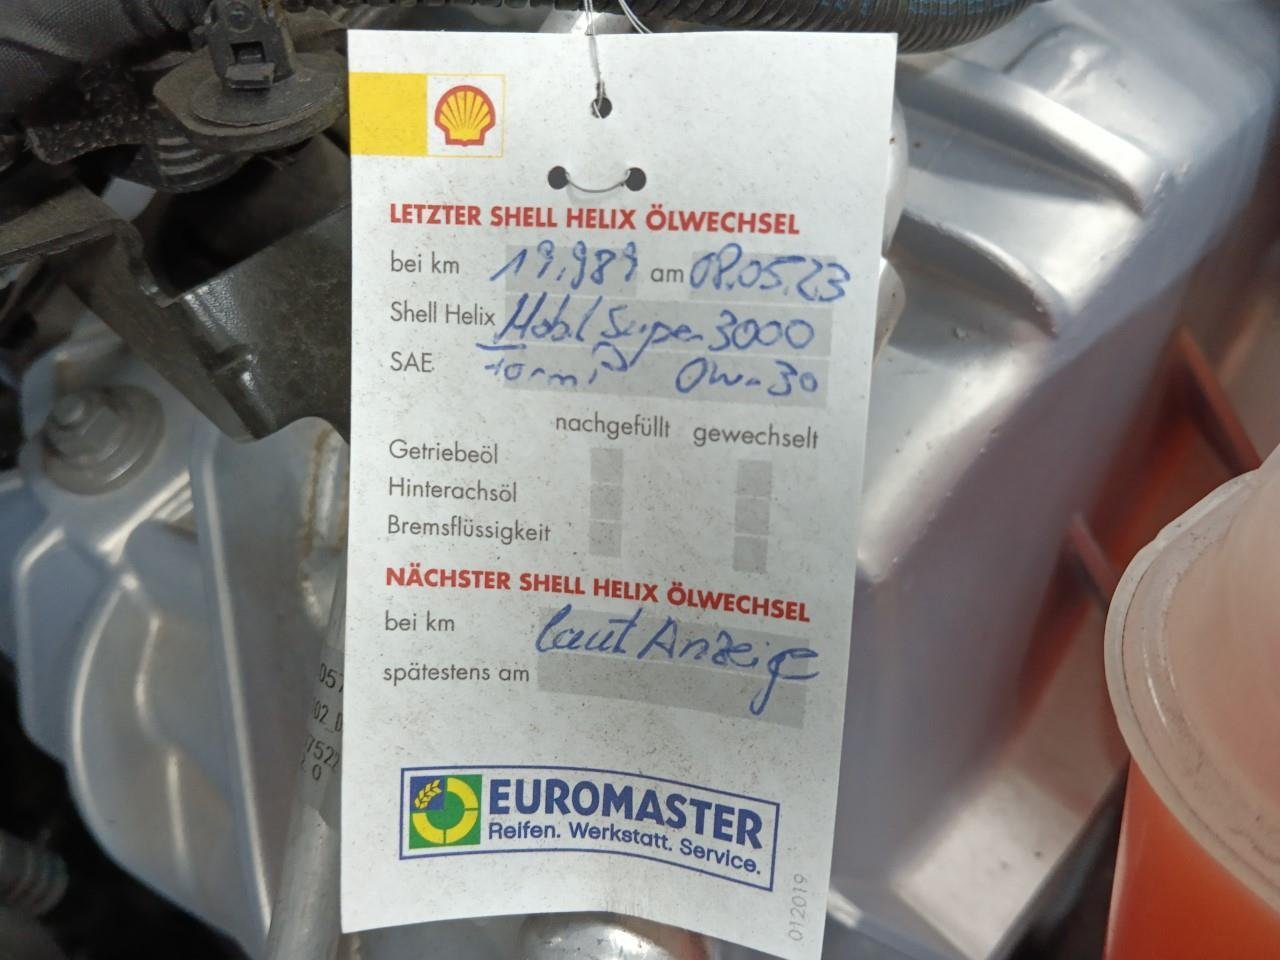 LETZTER SHELL HELIX ÖLWECHSEL
bei km 19.989 am 08.05.23
Shell Helix Mobil Super 3000
SAE Formula 0W-30
nachgefüllt gewechselt
Getriebeöl
Hinterachsöl
Bremsflüssigkeit
NÄCHSTER SHELL HELIX ÖLWECHSEL
bei km laut Anzeige
spätestens am
EUROMASTER
Reifen. Werkstatt. Service.
012019